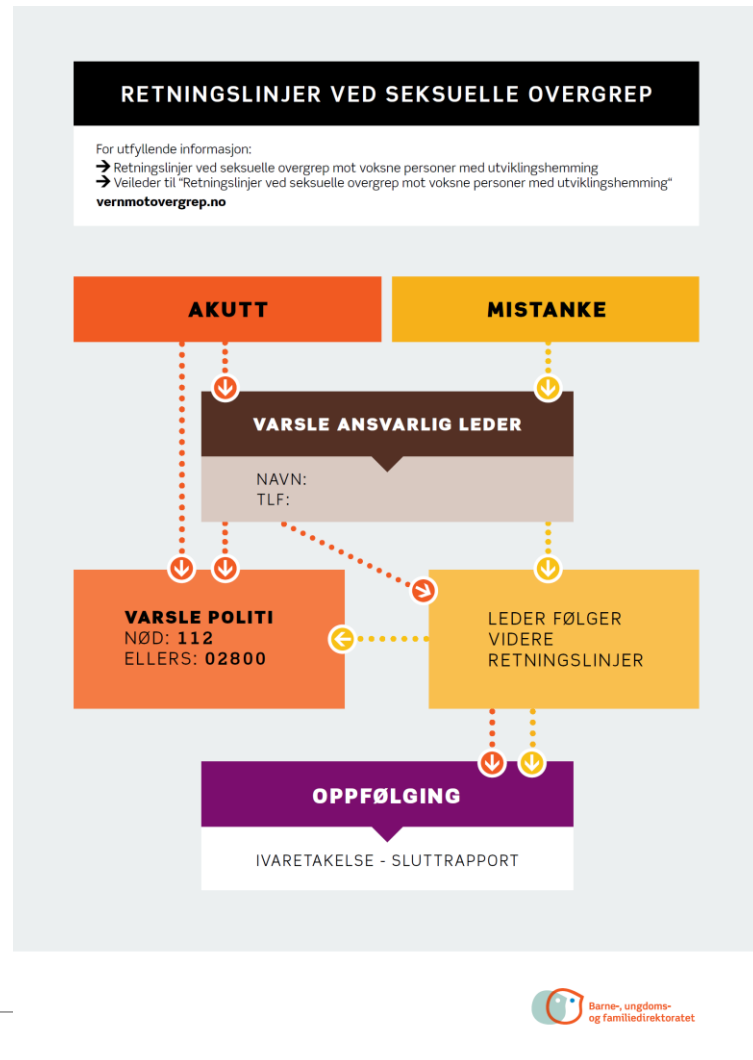 RETNINGSLINJER VED SEKSUELLE OVERGREP
For utfyllende informasjon:
→ Retningslinjer ved seksuelle overgrep mot voksne personer med utviklingshemming
→ Veileder til "Retningslinjer ved seksuelle overgrep mot voksne personer med utviklingshemming"
vernmotovergrep.no
AKUTT
MISTANKE
VARSLE ANSVARLIG LEDER
NAVN:
TLF:
VARSLE POLITI
NØD: 112
ELLERS: 02800
LEDER FØLGER
VIDERE
RETNINGSLINJER
OPPFØLGING
IVARETAKELSE - SLUTTRAPPORT
Barne-, ungdoms-
og familiedirektoratet